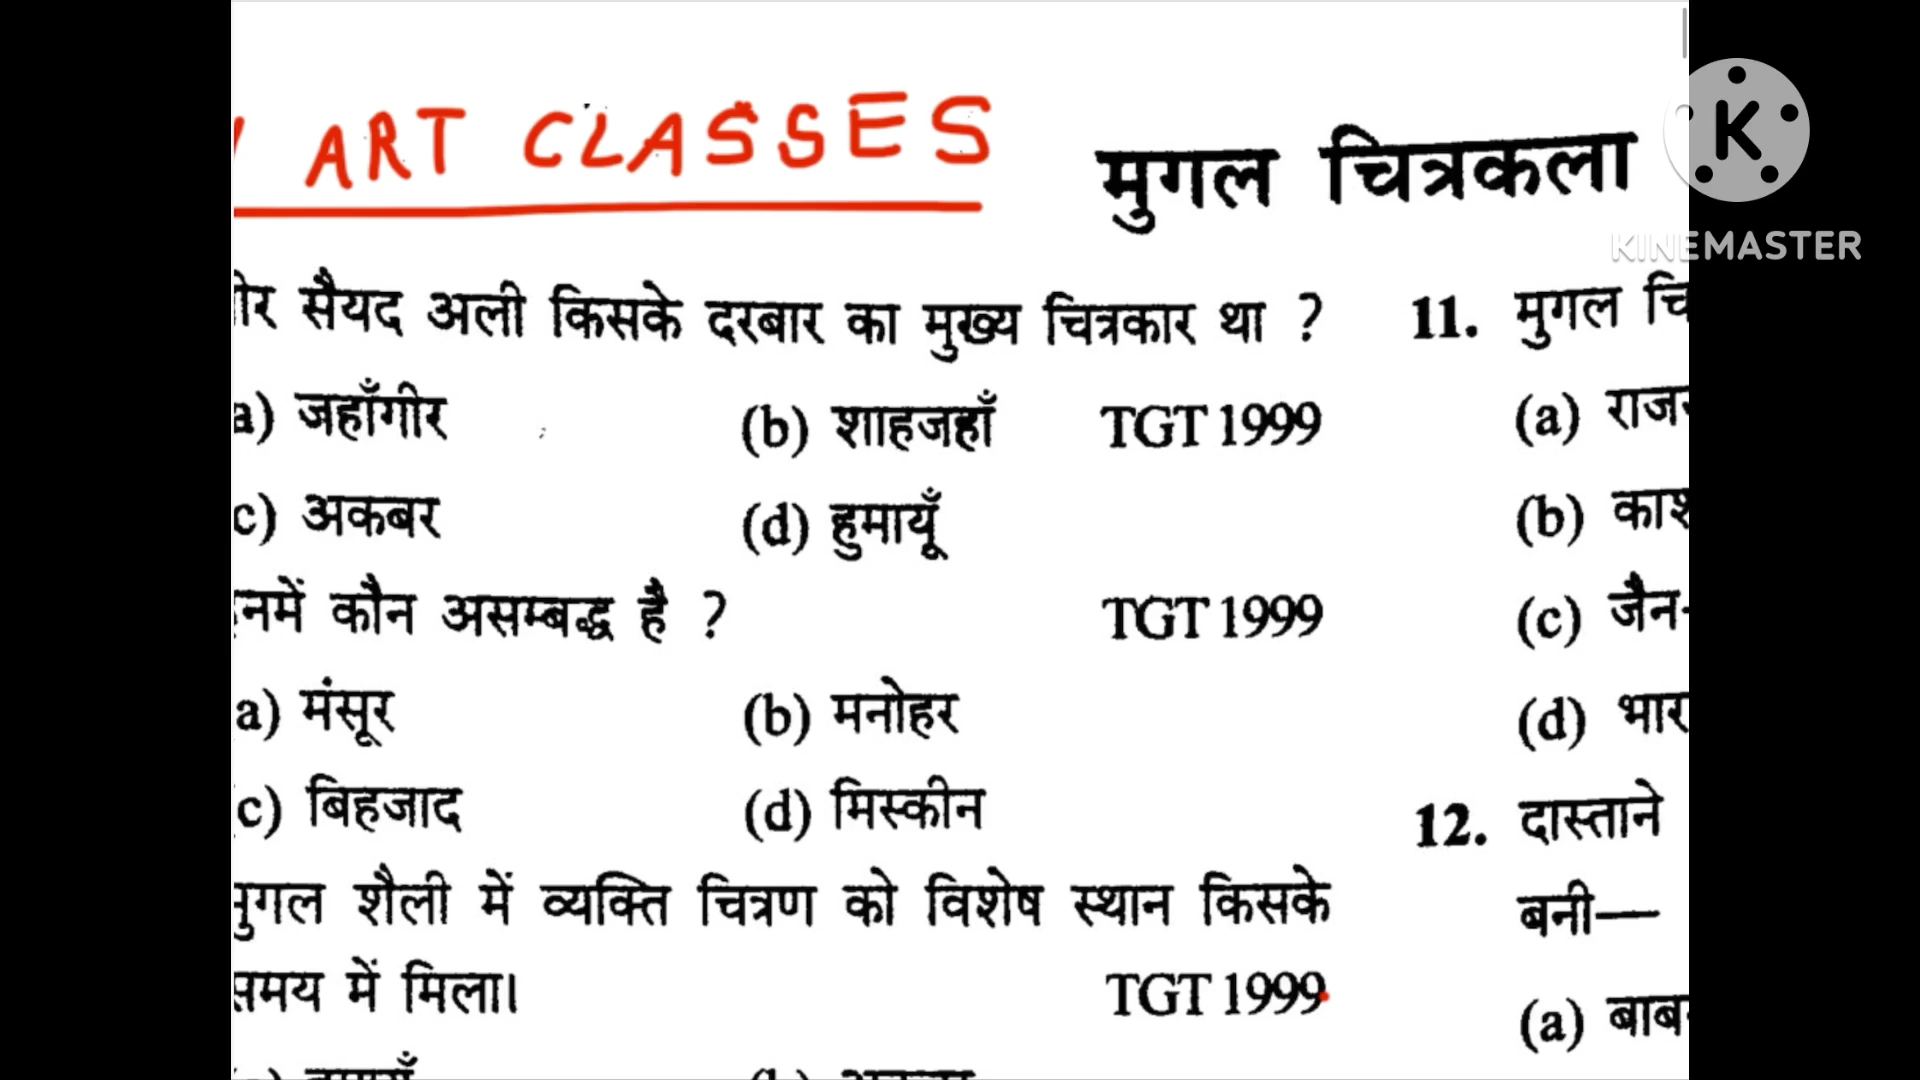 ART CLASSES
मुगल चित्रकला
सैयद अली किसके दरबार का मुख्य चित्रकार था ?
a) जहाँगीर (b) शाहजहाँ TGT 1999
c) अकबर (d) हुमायूँ
कौन असम्बद्ध है ? TGT 1999
a) मंसूर (b) मनोहर
c) बिहजाद (d) मिस्कीन
मुगल शैली में व्यक्ति चित्रण को विशेष स्थान किसके
समय में मिला। TGT 1999
11. मुगल
(a)
(b)
(c) जैन-
(d)
12. दास्ताने
बनी—
(a)
K
KINEMASTER